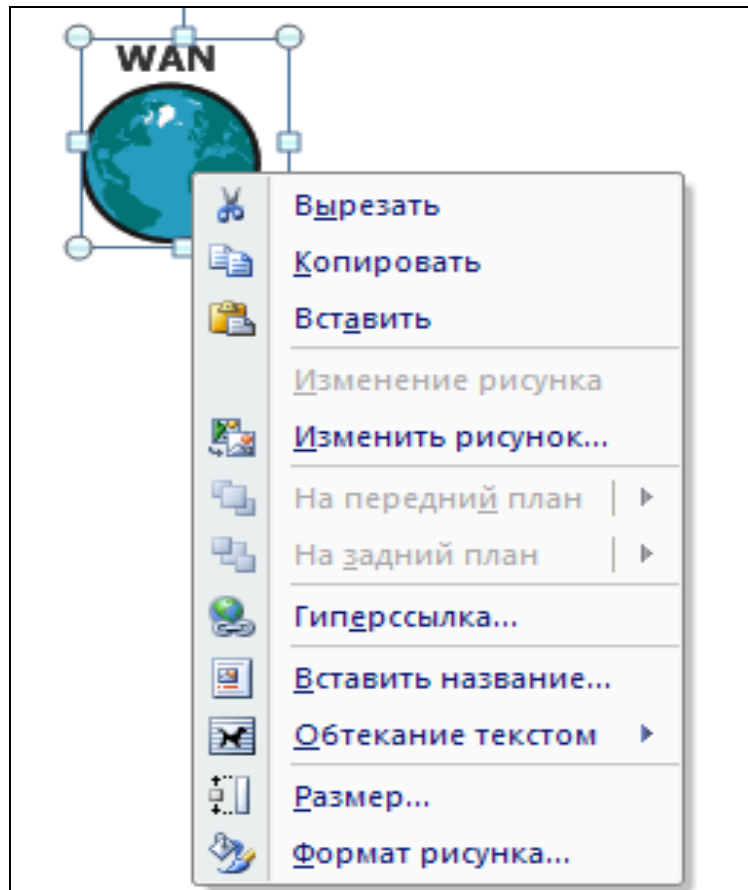 WAN
Вырезать
Копировать
Вставить
Изменение рисунка
Изменить рисунок...
На передний план
На задний план
Гиперссылка...
Вставить название...
Обтекание текстом
Размер...
Формат рисунка...